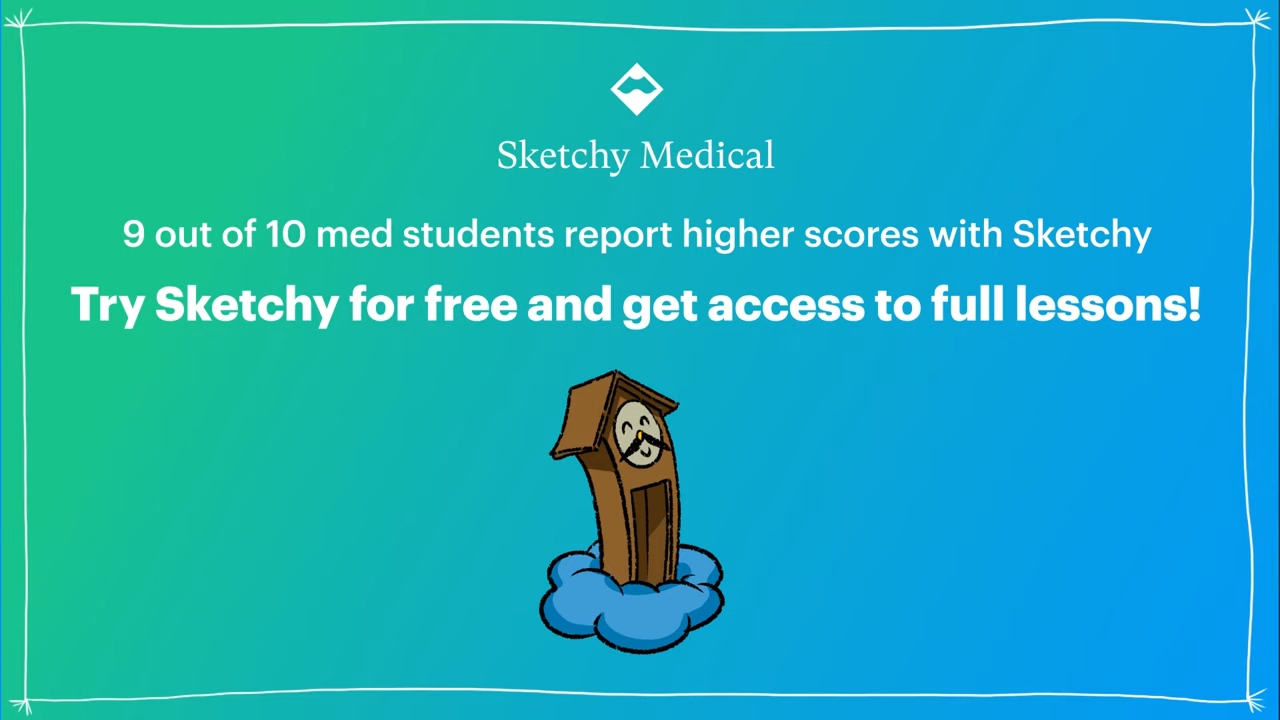 Sketchy Medical
9 out of 10 med students report higher scores with Sketchy
Try Sketchy for free and get access to full lessons!